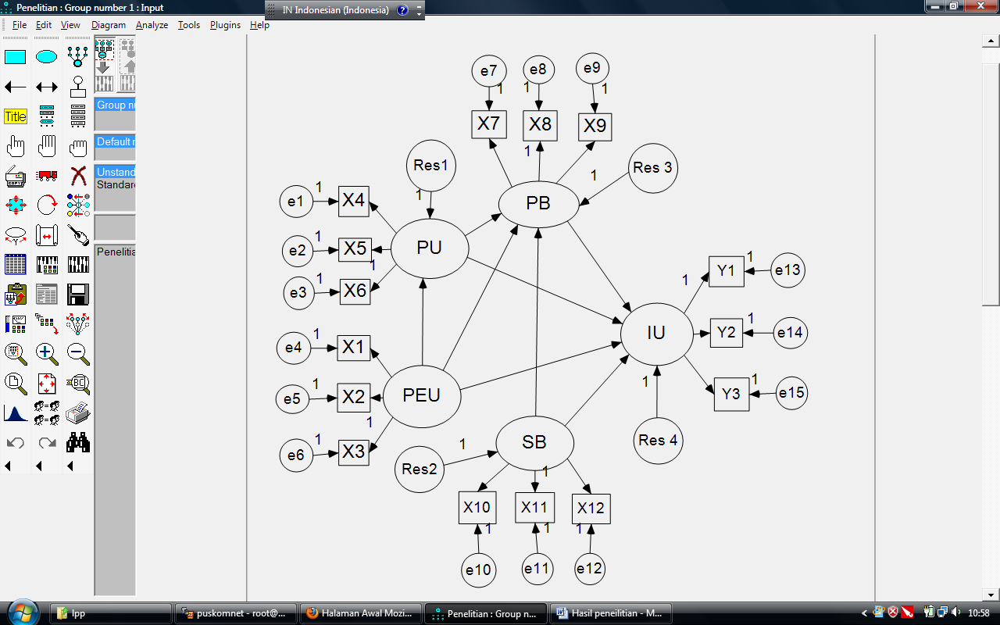 Penelitian : Group number 1 : Input
IN Indonesian (Indonesia)
File Edit View Diagram Analyze Tools Plugins Help
Title
Group nu
Default m
Unstand
Standar
Penelitia
e7 e8 e9
1 1 1
X7 X8 X9
1
Res1
Res 3
1
1
e1 1 X4
PB
e2 1 X5
PU
1
e3 1 X6
1 Y1 1 e13
IU
Y2 1 e14
e4 1 X1
e5 1 X2
PEU
1 Y3 1 e15
1
e6 1 X3
SB
Res 4
Res2 1
1
X10 X11 X12
1 1 1
e10 e11 e12
lpp
puskomnet - root@...
Halaman Awal Mozi...
Penelitian : Group n...
Hasil peneilitian - M...
10:58